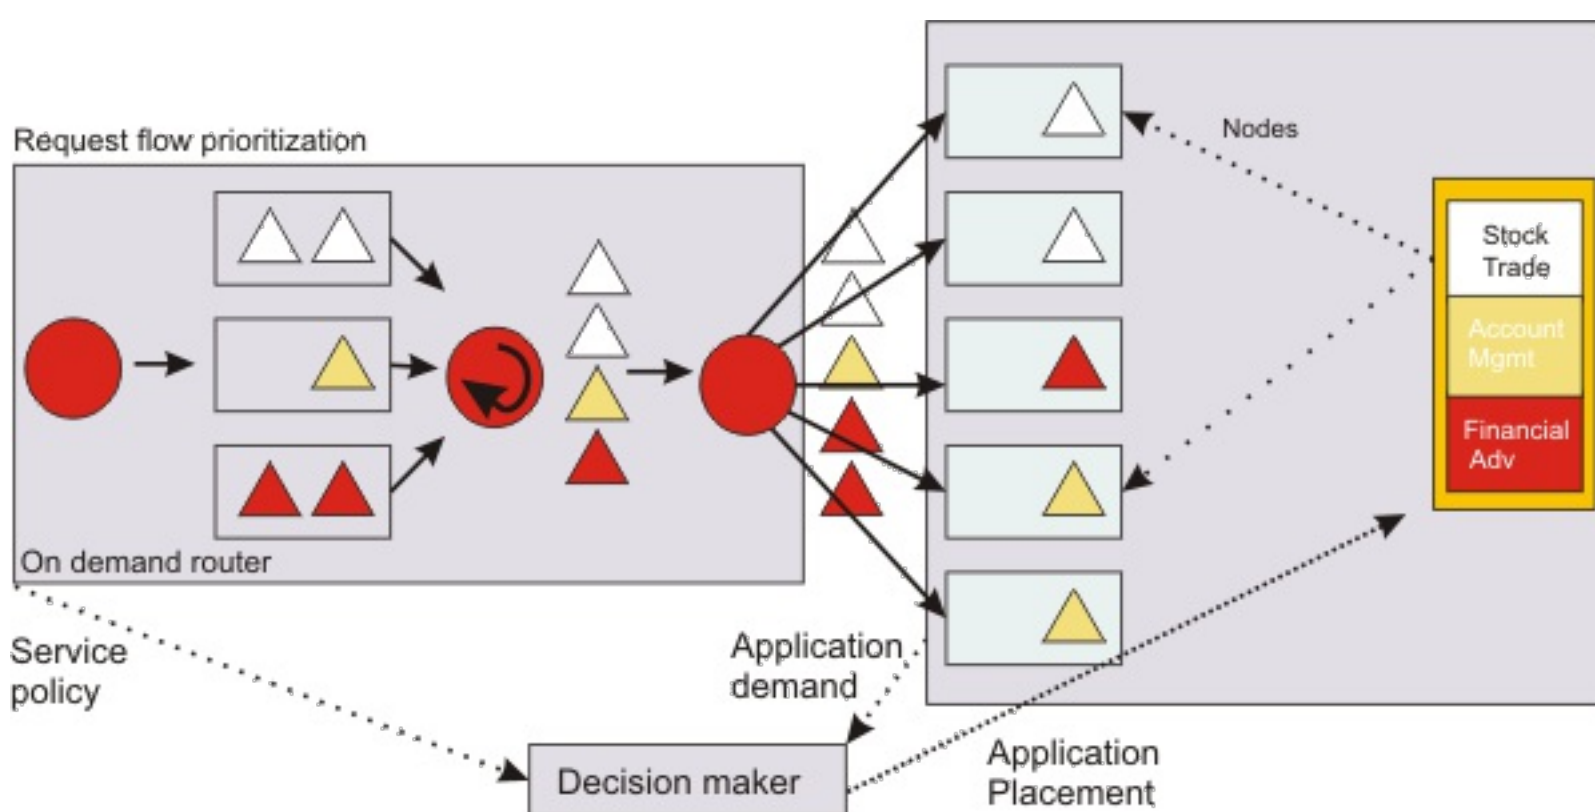 Request flow prioritization
Nodes
Stock
Trade
Account
Mgmt
Financial
Adv
On demand router
Service
policy
Application
demand
Decision maker
Application
Placement